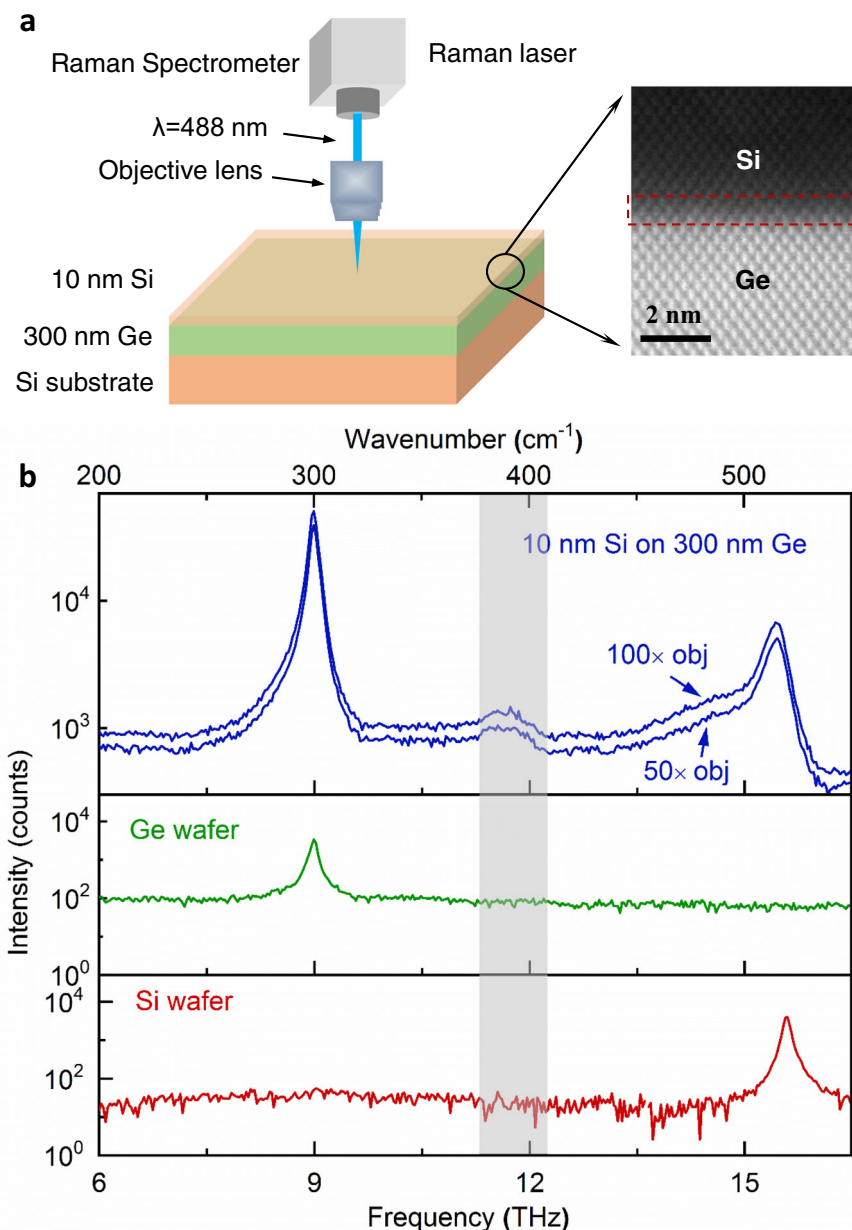 a
Raman Spectrometer
Raman laser
λ=488 nm
Objective lens
10 nm Si
300 nm Ge
Si substrate
Si
Ge
2 nm
Wavenumber (cm⁻¹)
b
200
300
400
500
10 nm Si on 300 nm Ge
10⁴
100× obj
10³
50× obj
Intensity (counts)
10⁴
Ge wafer
10²
10⁰
10⁴
Si wafer
10²
10⁰
6
9
12
15
Frequency (THz)